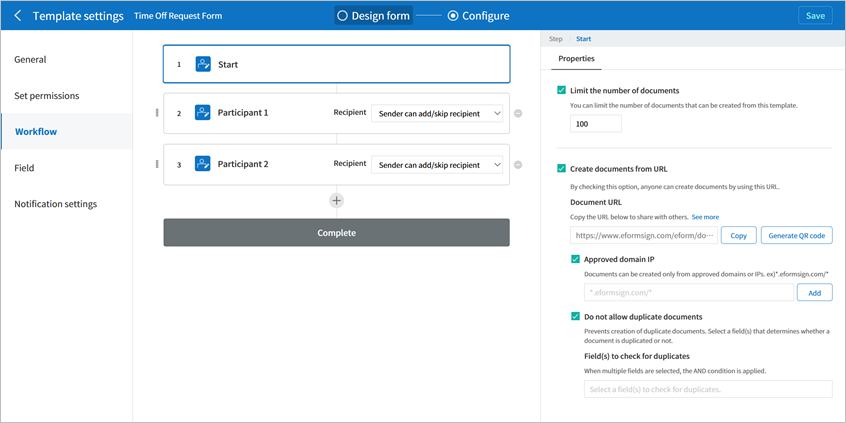 Template settings
Time Off Request Form
Design form
Configure
Save
General
Set permissions
Workflow
Field
Notification settings
1 Start
2 Participant 1 Recipient Sender can add/skip recipient
3 Participant 2 Recipient Sender can add/skip recipient
Complete
Step Start
Properties
Limit the number of documents
You can limit the number of documents that can be created from this template.
100
Create documents from URL
By checking this option, anyone can create documents by using this URL.
Document URL
Copy the URL below to share with others. See more
https://www.eformsign.com/eform/do··· Copy Generate QR code
Approved domain IP
Documents can be created only from approved domains or IPs. ex)*.eformsign.com/*
*.eformsign.com/* Add
Do not allow duplicate documents
Prevents creation of duplicate documents. Select a field(s) that determines whether a
document is duplicated or not.
Field(s) to check for duplicates
When multiple fields are selected, the AND condition is applied.
Select a field(s) to check for duplicates.